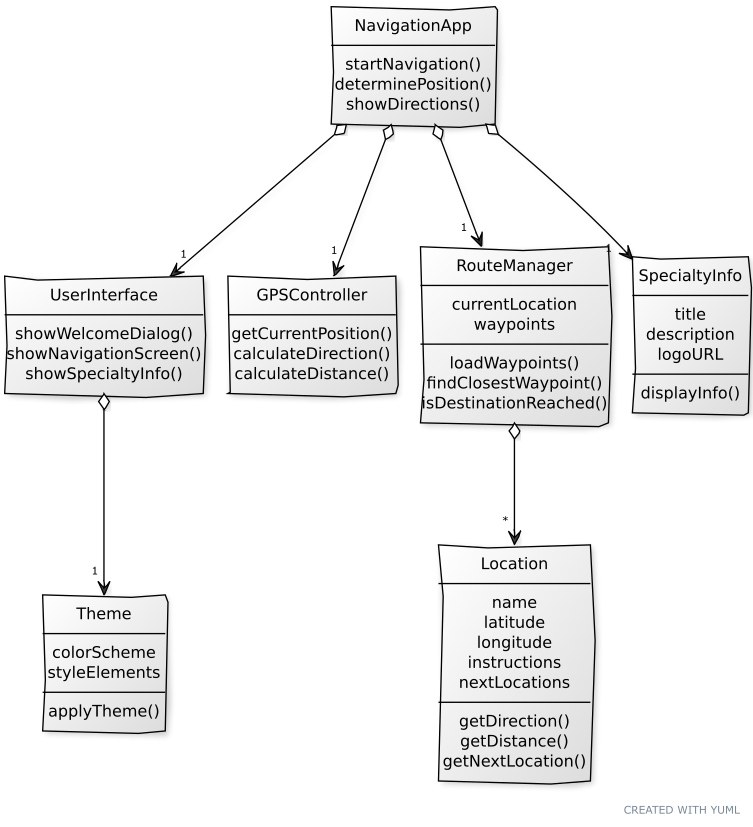 NavigationApp
startNavigation()
determinePosition()
showDirections()
1
1
1
1
UserInterface
showWelcomeDialog()
showNavigationScreen()
showSpecialtyInfo()
GPSController
getCurrentPosition()
calculateDirection()
calculateDistance()
RouteManager
currentLocation
waypoints
loadWaypoints()
findClosestWaypoint()
isDestinationReached()
SpecialtyInfo
title
description
logoURL
displayInfo()
1
*
Theme
colorScheme
styleElements
applyTheme()
Location
name
latitude
longitude
instructions
nextLocations
getDirection()
getDistance()
getNextLocation()
CREATED WITH YUML